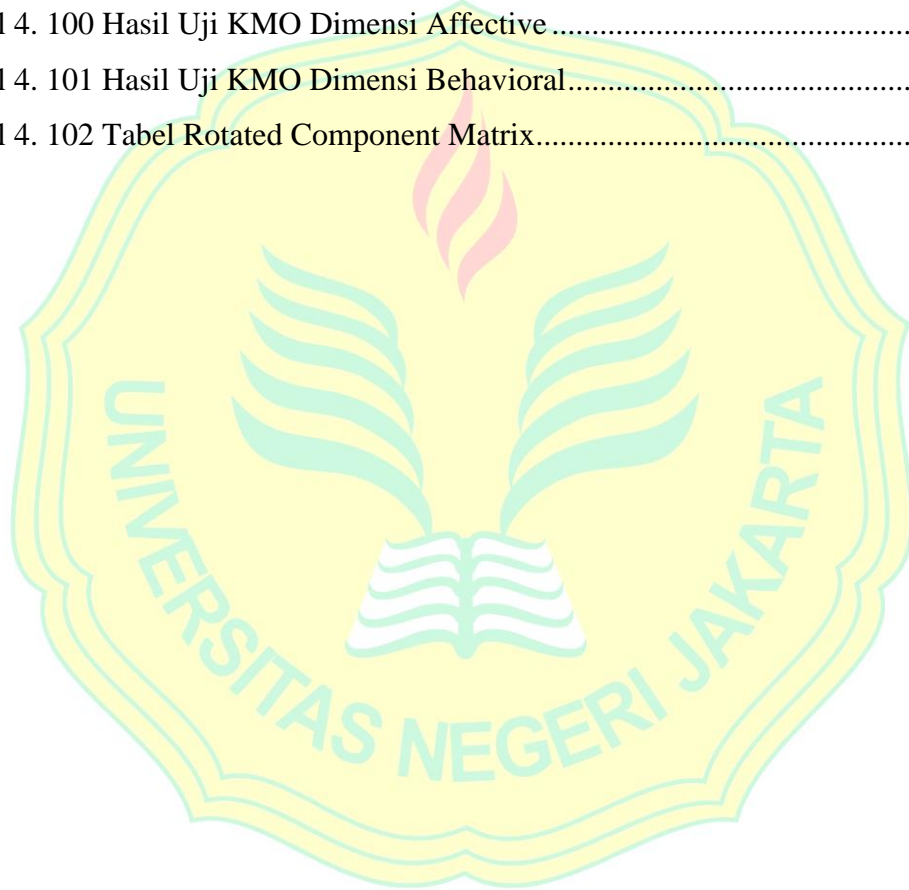 l 4. 100 Hasil Uji KMO Dimensi Affective ............................................
l 4. 101 Hasil Uji KMO Dimensi Behavioral..........................................
l 4. 102 Tabel Rotated Component Matrix..............................................
UNIVERSITAS NEGERI JAKARTA